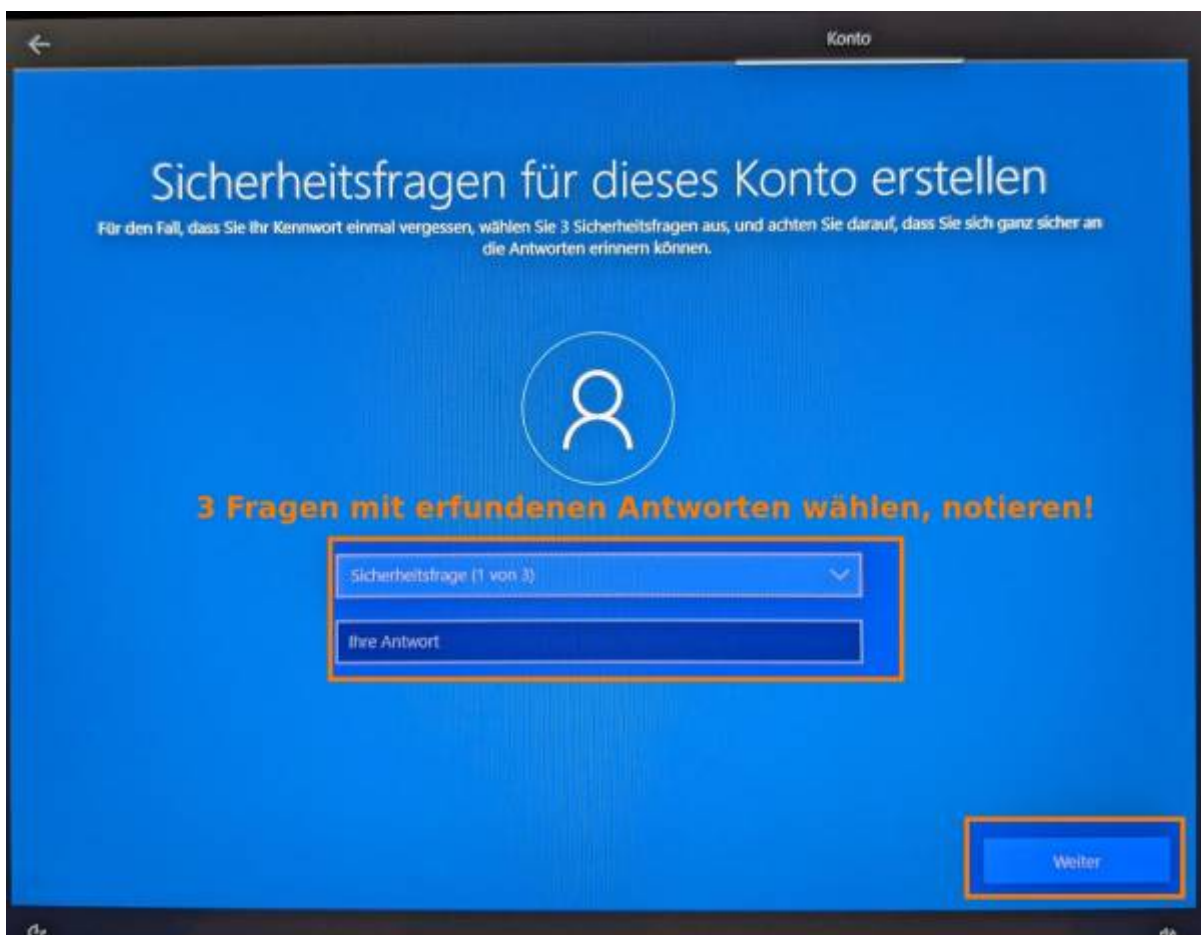 Konto
Sicherheitsfragen für dieses Konto erstellen
Für den Fall, dass Sie Ihr Kennwort einmal vergessen, wählen Sie 3 Sicherheitsfragen aus, und achten Sie darauf, dass Sie sich ganz sicher an
die Antworten erinnern können.
3 Fragen mit erfundenen Antworten wählen, notieren!
Sicherheitsfrage (1 von 3)
Ihre Antwort
Weiter